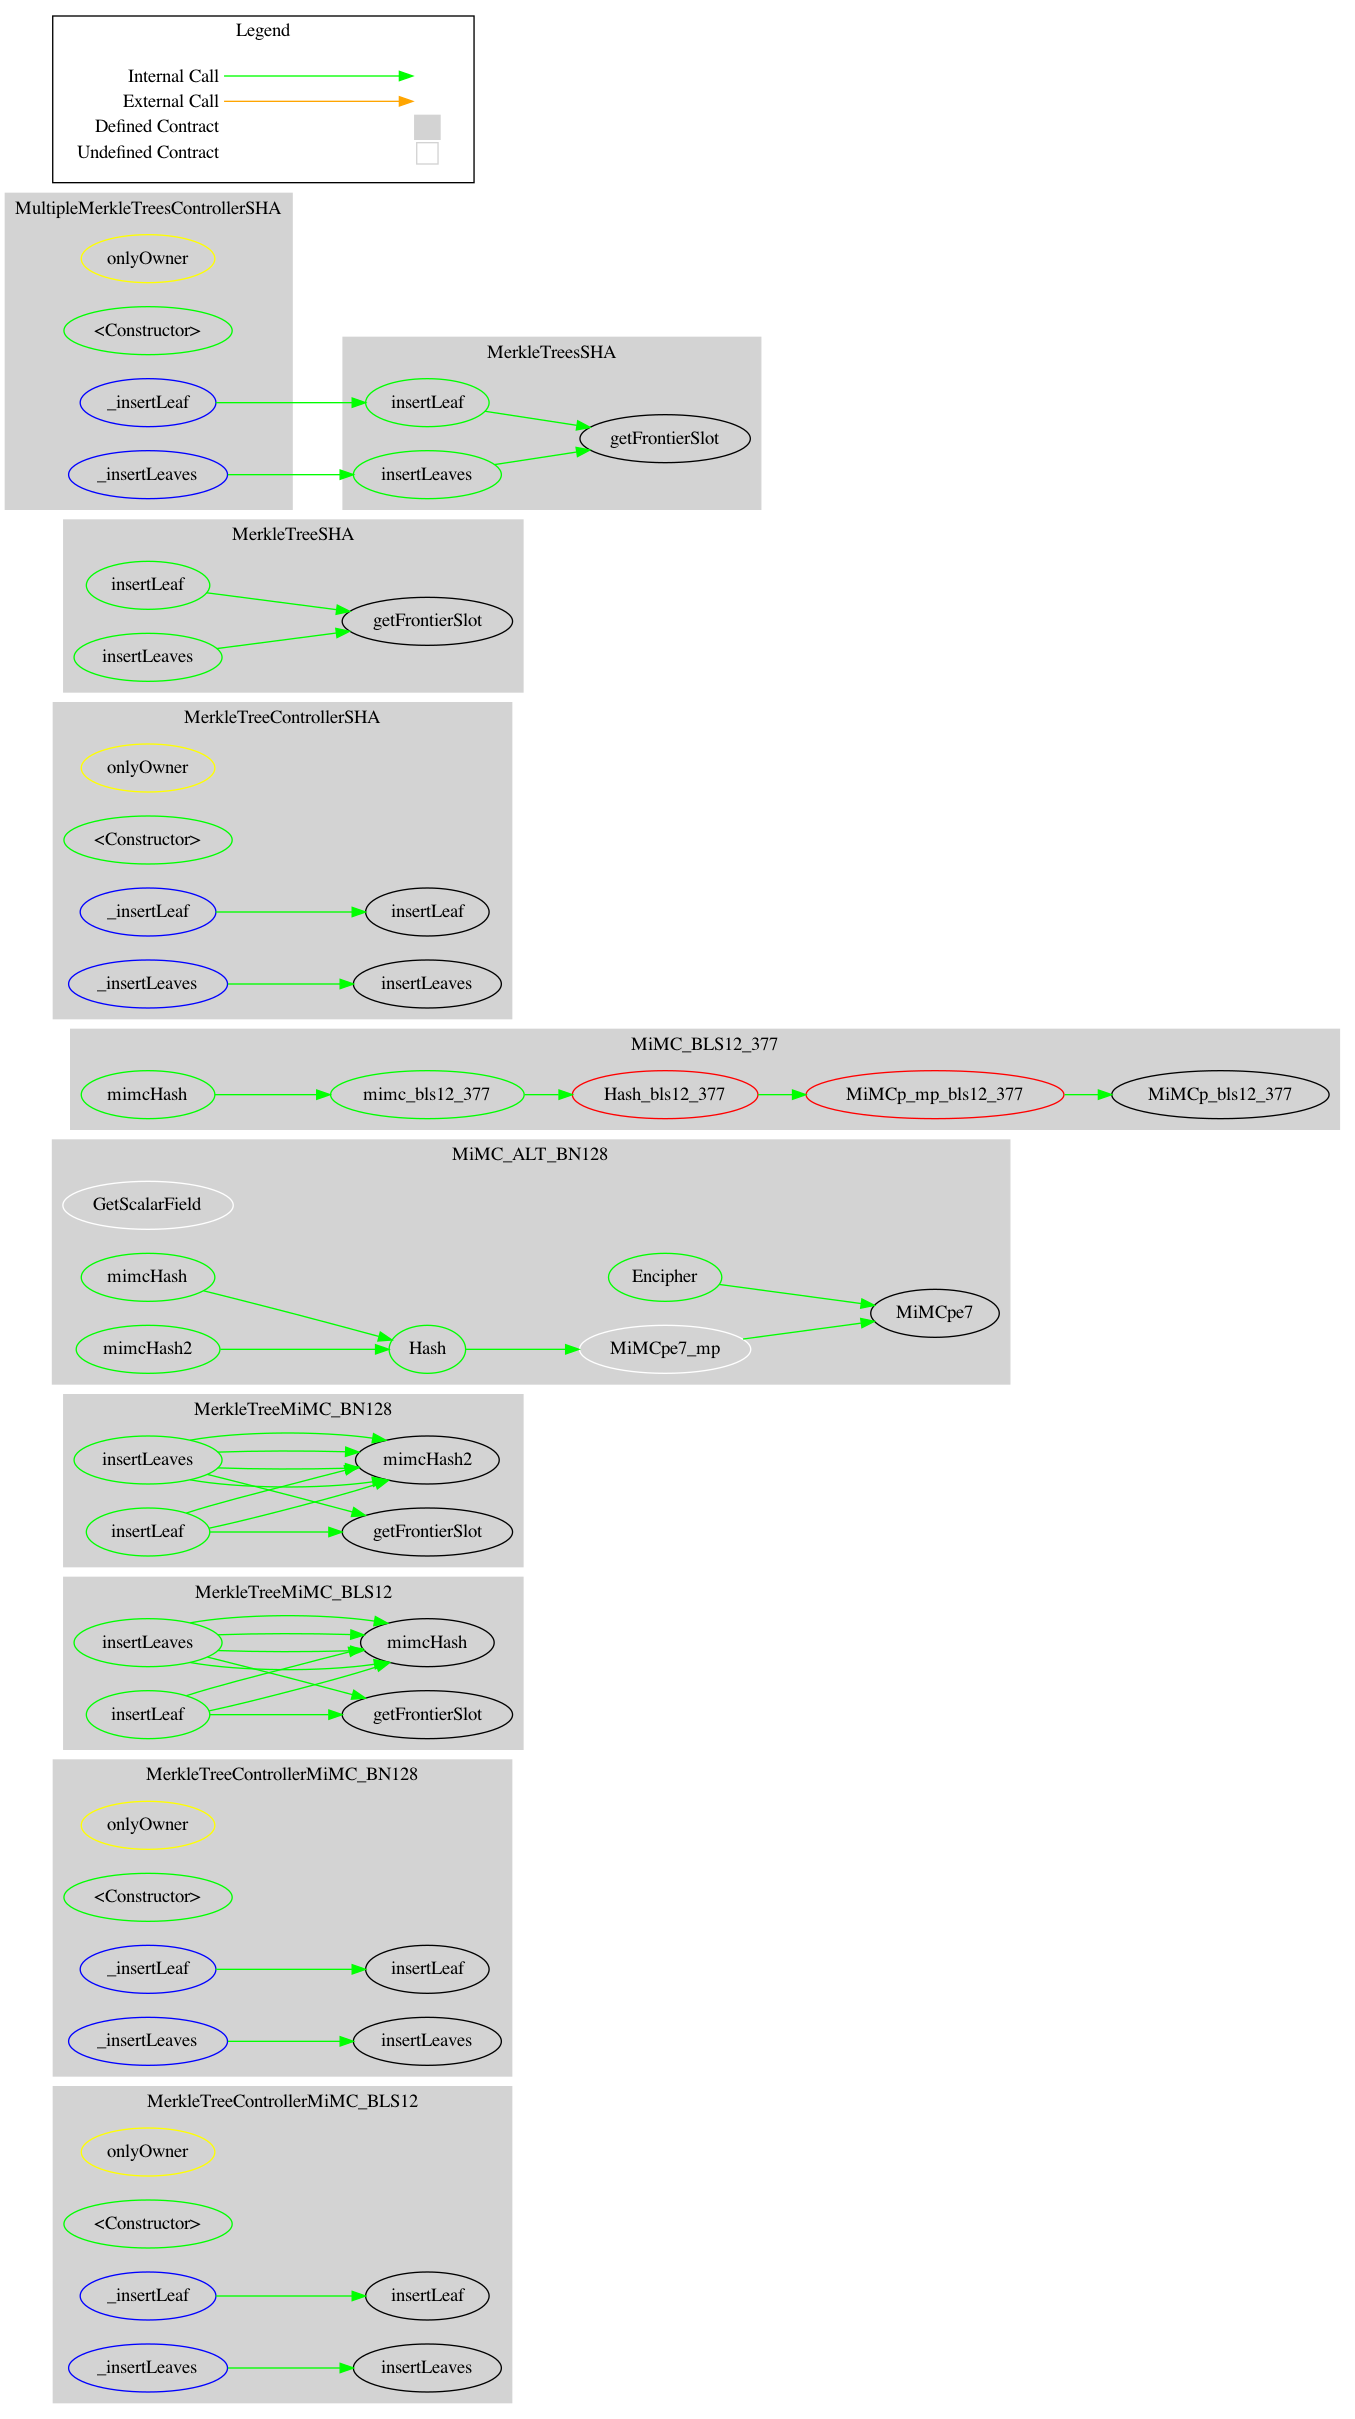 Legend
Internal Call
External Call
Defined Contract
Undefined Contract
MultipleMerkleTreesControllerSHA
onlyOwner
<Constructor>
_insertLeaf
_insertLeaves
MerkleTreesSHA
insertLeaf
getFrontierSlot
insertLeaves
MerkleTreeSHA
insertLeaf
getFrontierSlot
insertLeaves
MerkleTreeControllerSHA
onlyOwner
<Constructor>
_insertLeaf
insertLeaf
_insertLeaves
insertLeaves
MiMC_BLS12_377
mimcHash
mimc_bls12_377
Hash_bls12_377
MiMCp_mp_bls12_377
MiMCp_bls12_377
MiMC_ALT_BN128
GetScalarField
mimcHash
Encipher
MiMCpe7
mimcHash2
Hash
MiMCpe7_mp
MerkleTreeMiMC_BN128
insertLeaves
mimcHash2
insertLeaf
getFrontierSlot
MerkleTreeMiMC_BLS12
insertLeaves
mimcHash
insertLeaf
getFrontierSlot
MerkleTreeControllerMiMC_BN128
onlyOwner
<Constructor>
_insertLeaf
insertLeaf
_insertLeaves
insertLeaves
MerkleTreeControllerMiMC_BLS12
onlyOwner
<Constructor>
_insertLeaf
insertLeaf
_insertLeaves
insertLeaves